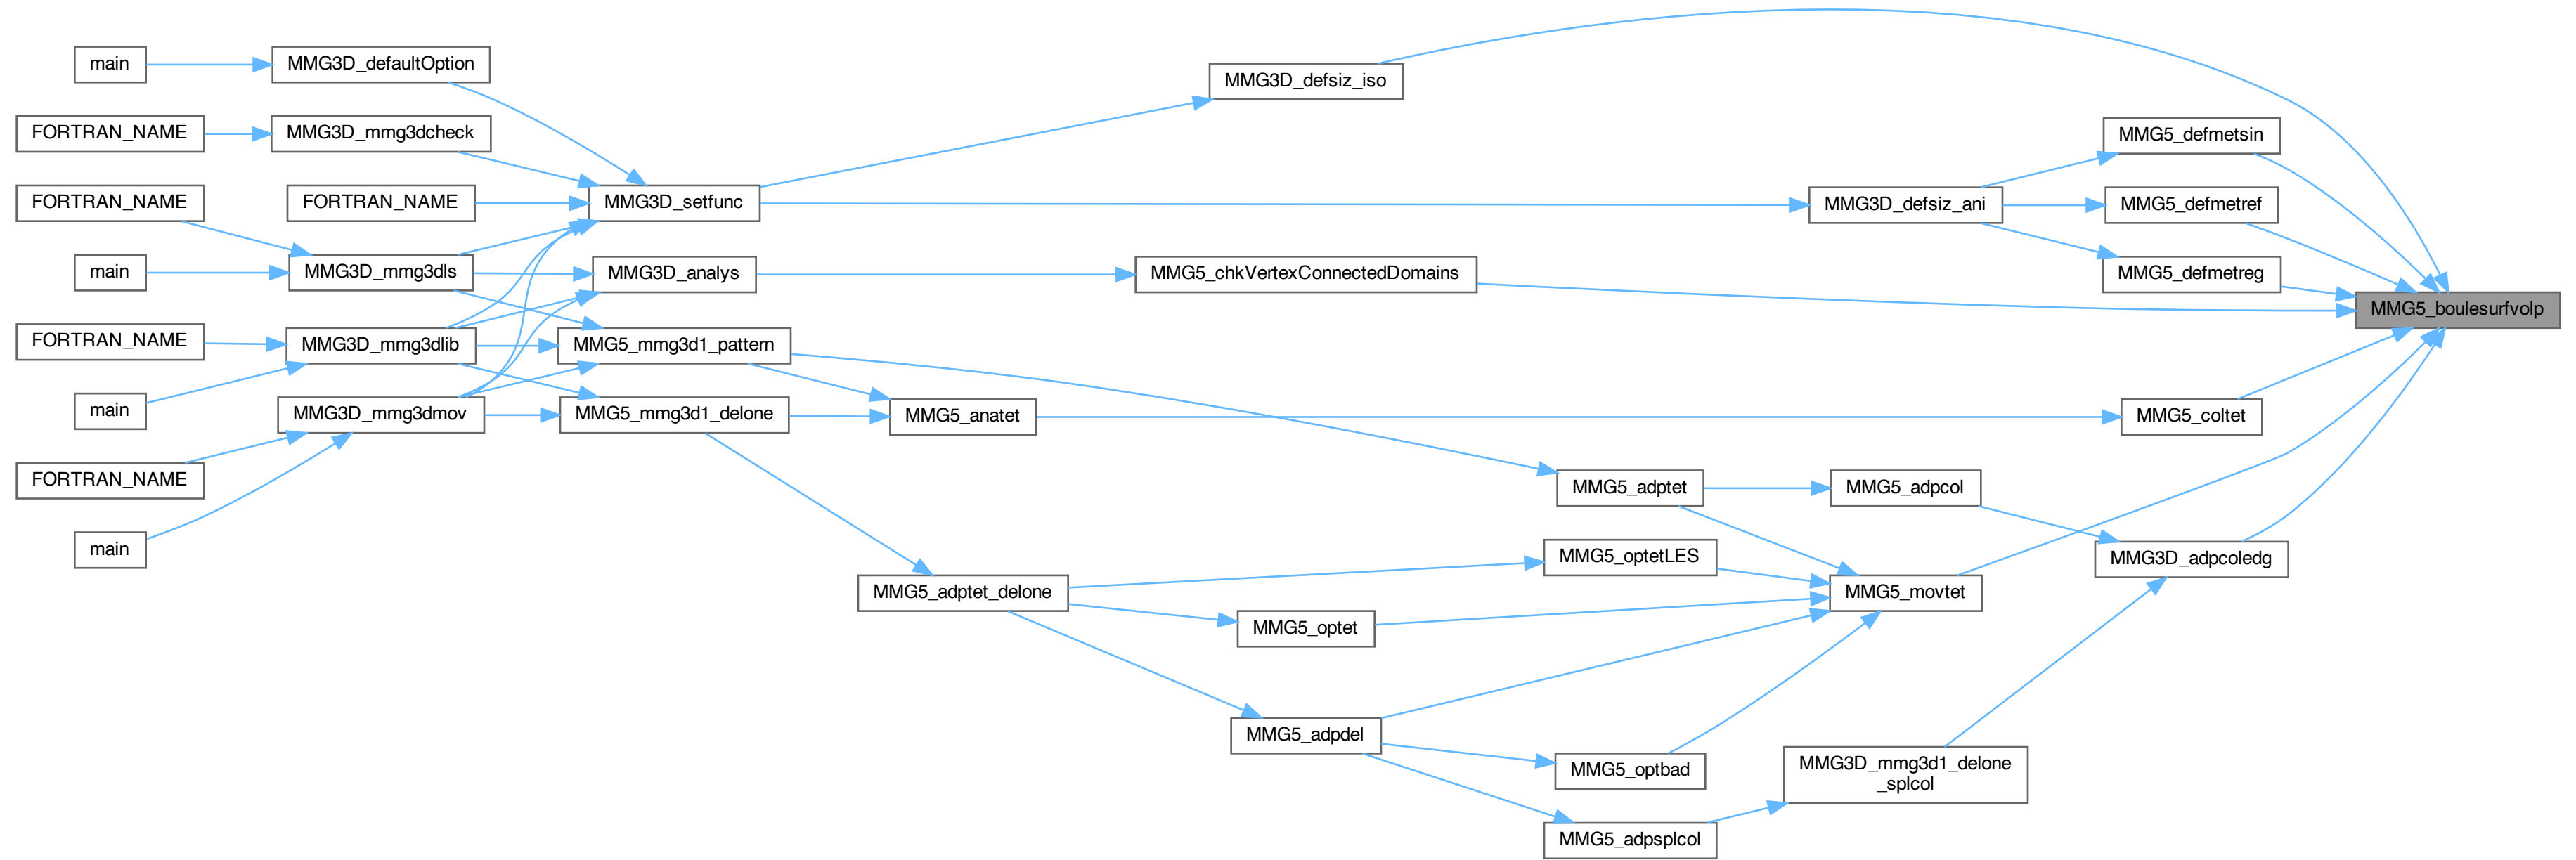 main
MMG3D_defaultOption
MMG3D_defsiz_iso
FORTRAN_NAME
MMG3D_mmg3dcheck
MMG5_defmetsin
FORTRAN_NAME
FORTRAN_NAME
MMG3D_setfunc
MMG3D_defsiz_ani
MMG5_defmetref
main
MMG3D_mmg3dls
MMG3D_analys
MMG5_chkVertexConnectedDomains
MMG5_defmetreg
MMG5_boulesurfvolp
FORTRAN_NAME
MMG3D_mmg3dlib
MMG5_mmg3d1_pattern
main
MMG3D_mmg3dmov
MMG5_mmg3d1_delone
MMG5_anatet
MMG5_coltet
FORTRAN_NAME
MMG5_adptet
MMG5_adpcol
main
MMG5_optetLES
MMG3D_adpcoledg
MMG5_adptet_delone
MMG5_movtet
MMG5_optet
MMG5_adpdel
MMG5_optbad
MMG3D_mmg3d1_delone
_splcol
MMG5_adpsplcol